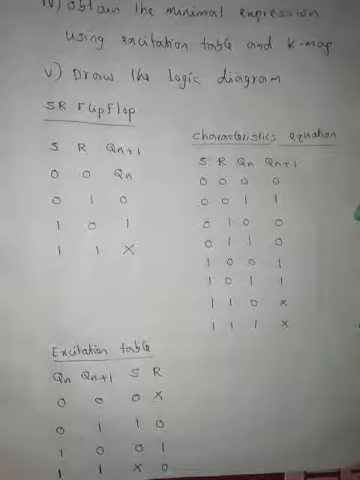 IV) obtain the minimal expression
using excitation table and k-map
V) Draw the logic diagram
SR FlipFlop
S R Qn+1
0 0 Qn
0 1 0
1 0 1
1 1 X
characteristics equation
S R Qn Qn+1
0 0 0 0
0 0 1 1
0 1 0 0
0 1 1 0
1 0 0 1
1 0 1 1
1 1 0 X
1 1 1 X
Excitation table
Qn Qn+1 S R
0 0 0 X
0 1 1 0
1 0 0 1
1 1 X 0